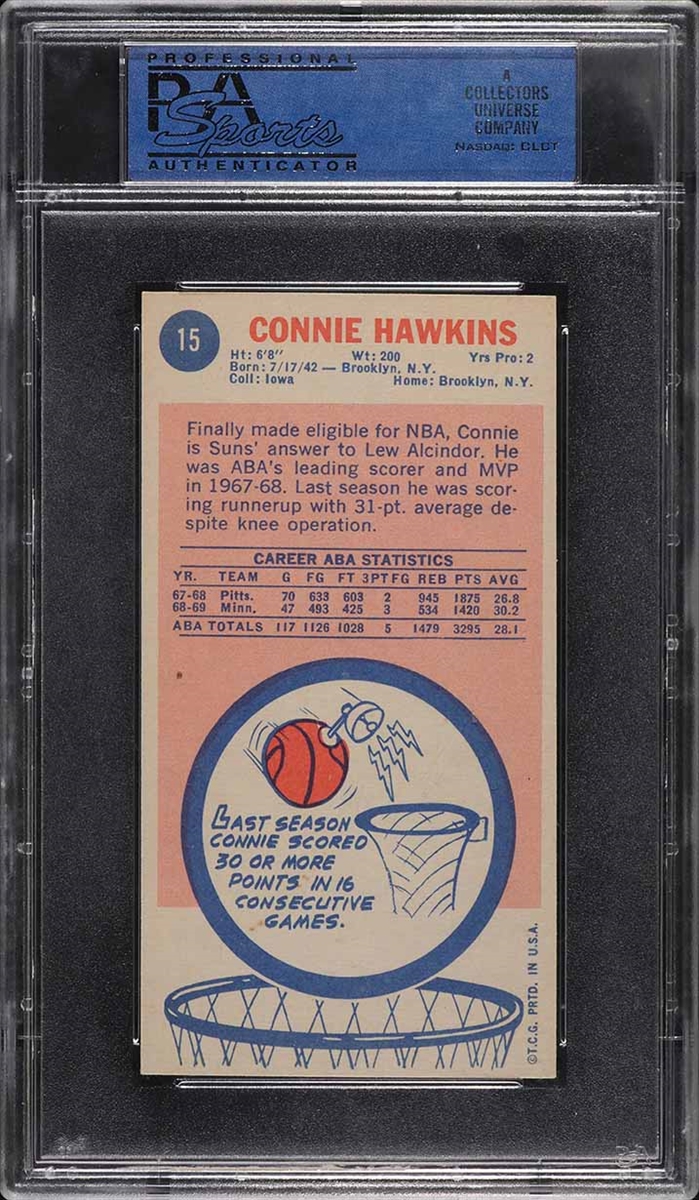 PROFESSIONAL
PSA
Sports
AUTHENTICATOR
A
COLLECTORS
UNIVERSE
COMPANY
NASDAQ: CLCT
15
CONNIE HAWKINS
Ht: 6'8" Wt: 200 Yrs Pro: 2
Born: 7/17/42 — Brooklyn, N.Y.
Coll: Iowa Home: Brooklyn, N.Y.
Finally made eligible for NBA, Connie
is Suns' answer to Lew Alcindor. He
was ABA's leading scorer and MVP
in 1967-68. Last season he was scor-
ing runnerup with 31-pt. average de-
spite knee operation.
CAREER ABA STATISTICS
YR. TEAM G FG FT 3PT FG REB PTS AVG
67-68 Pitts. 70 633 603 2 945 1875 26.8
68-69 Minn. 47 493 425 3 534 1420 30.2
ABA TOTALS 117 1126 1028 5 1479 3295 28.1
LAST SEASON
CONNIE SCORED
30 OR MORE
POINTS IN 16
CONSECUTIVE
GAMES.
©T.C.G. PRTD. IN U.S.A.